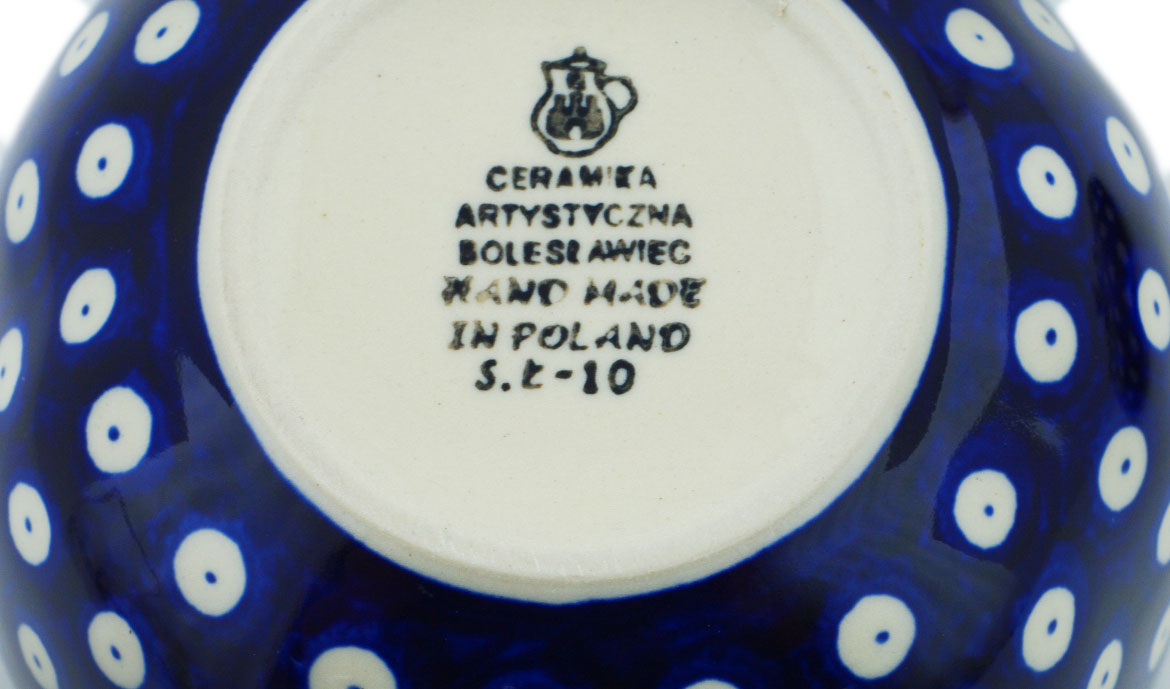 CERAMIKA
ARTYSTYCZNA
BOLESŁAWIEC
HAND MADE
IN POLAND
S.Ł-10